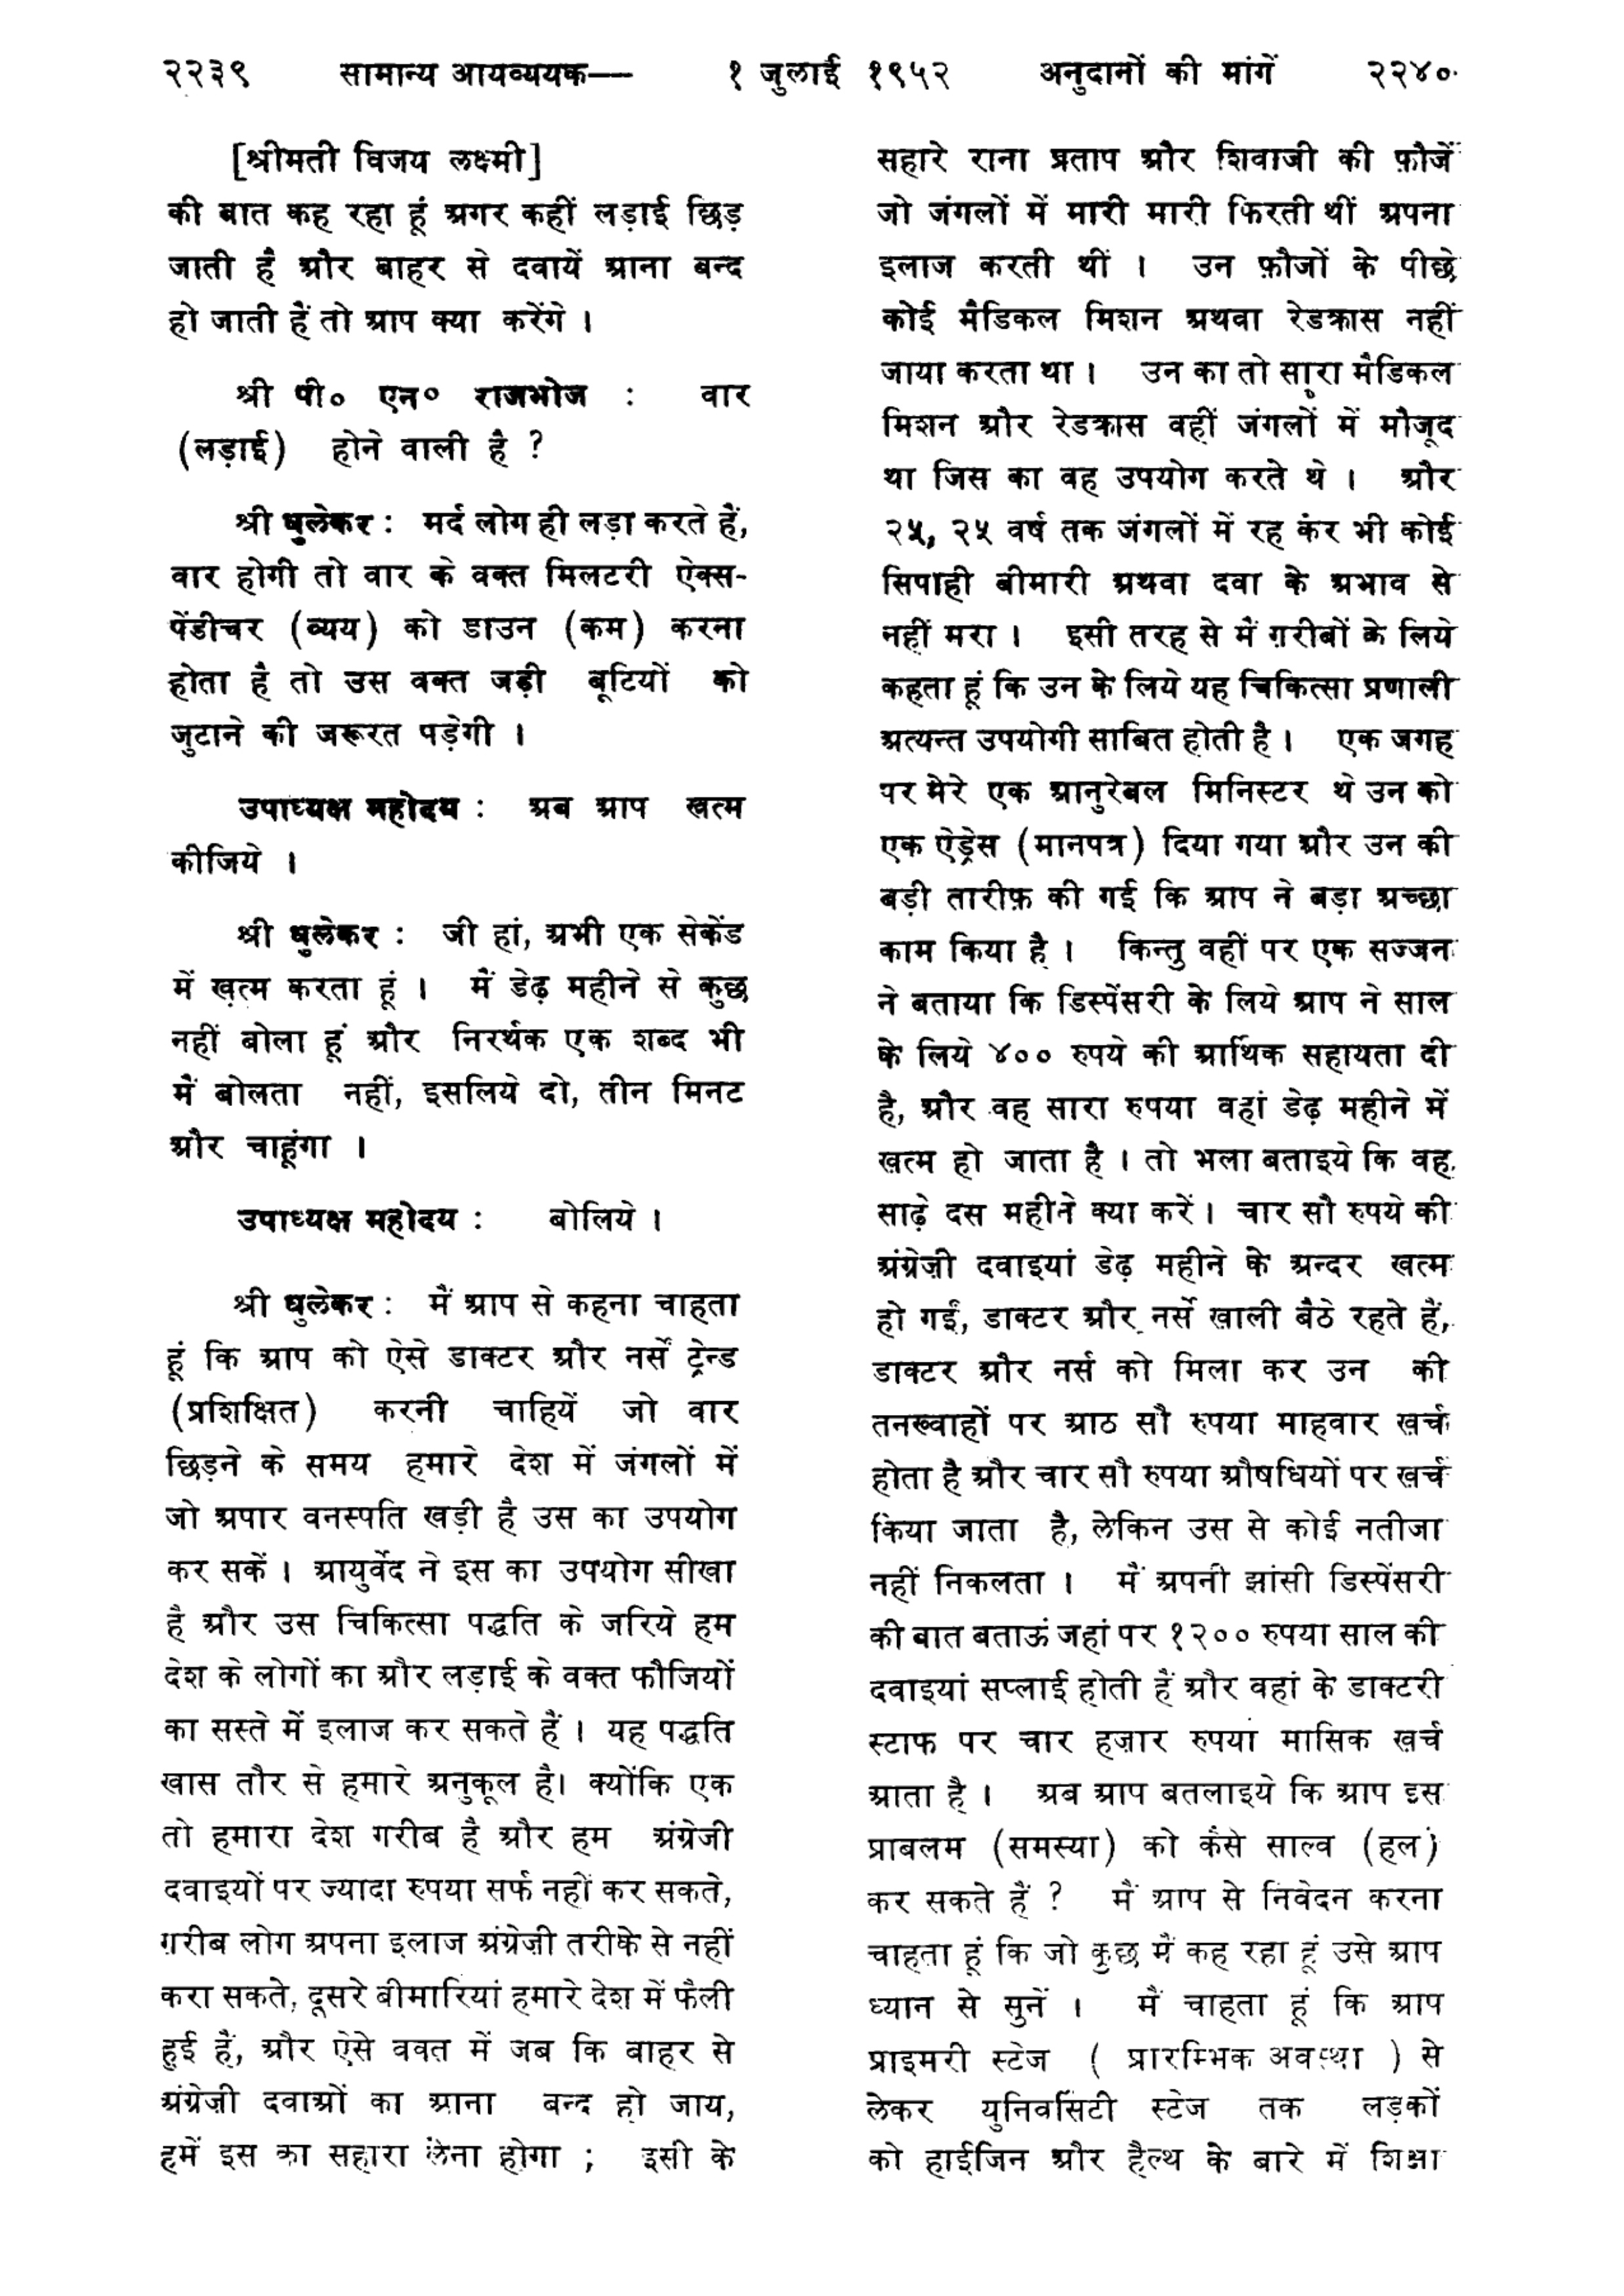 २२३९ सामान्य आयव्ययक— १ जुलाई १९५२ अनुदानों की मांगें २२४०
[श्रीमती विजय लक्ष्मी]
की बात कह रहा हूं अगर कहीं लड़ाई छिड़
जाती है और बाहर से दवायें आना बन्द
हो जाती हैं तो आप क्या करेंगे ।
श्री पी० एन० राजभोज : वार
(लड़ाई) होने वाली है ?
श्री धुलेकर : मर्द लोग ही लड़ा करते हैं,
वार होगी तो वार के वक्त मिलटरी ऐक्स-
पेंडीचर (व्यय) को डाउन (कम) करना
होता है तो उस वक्त जड़ी बूटियों को
जुटाने की जरूरत पड़ेगी ।
उपाध्यक्ष महोदय : अब आप खत्म
कीजिये ।
श्री धुलेकर : जी हां, अभी एक सेकेंड
में ख़त्म करता हूं । मैं डेढ़ महीने से कुछ
नहीं बोला हूं और निरर्थक एक शब्द भी
मैं बोलता नहीं, इसलिये दो, तीन मिनट
और चाहूंगा ।
उपाध्यक्ष महोदय : बोलिये ।
श्री धुलेकर : मैं आप से कहना चाहता
हूं कि आप को ऐसे डाक्टर और नर्सें ट्रेन्ड
(प्रशिक्षित) करनी चाहियें जो वार
छिड़ने के समय हमारे देश में जंगलों में
जो अपार वनस्पति खड़ी है उस का उपयोग
कर सकें । आयुर्वेद ने इस का उपयोग सीखा
है और उस चिकित्सा पद्धति के जरिये हम
देश के लोगों का और लड़ाई के वक्त फौजियों
का सस्ते में इलाज कर सकते हैं । यह पद्धति
खास तौर से हमारे अनुकूल है। क्योंकि एक
तो हमारा देश गरीब है और हम अंग्रेजी
दवाइयों पर ज्यादा रुपया सर्फ नहीं कर सकते,
ग़रीब लोग अपना इलाज अंग्रेज़ी तरीके से नहीं
करा सकते, दूसरे बीमारियां हमारे देश में फैली
हुई हैं, और ऐसे ववत में जब कि बाहर से
अंग्रेज़ी दवाओं का आना बन्द हो जाय,
हमें इस का सहारा लेना होगा ; इसी के
सहारे राना प्रताप और शिवाजी की फ़ौजें
जो जंगलों में मारी मारी फिरती थीं अपना
इलाज करती थीं । उन फ़ौजों के पीछे
कोई मैडिकल मिशन अथवा रेडक्रास नहीं
जाया करता था । उन का तो सारा मैडिकल
मिशन और रेडक्रास वहीं जंगलों में मौजूद
था जिस का वह उपयोग करते थे । और
२५, २५ वर्ष तक जंगलों में रह कर भी कोई
सिपाही बीमारी अथवा दवा के अभाव से
नहीं मरा । इसी तरह से मैं ग़रीबों के लिये
कहता हूं कि उन के लिये यह चिकित्सा प्रणाली
अत्यन्त उपयोगी साबित होती है । एक जगह
पर मेरे एक आनुरेबल मिनिस्टर थे उन को
एक ऐड्रेस (मानपत्र) दिया गया और उन की
बड़ी तारीफ़ की गई कि आप ने बड़ा अच्छा
काम किया है । किन्तु वहीं पर एक सज्जन
ने बताया कि डिस्पेंसरी के लिये आप ने साल
के लिये ४०० रुपये की आर्थिक सहायता दी
है, और वह सारा रुपया वहां डेढ़ महीने में
खत्म हो जाता है । तो भला बताइये कि वह
साढ़े दस महीने क्या करें । चार सौ रुपये की
अंग्रेज़ी दवाइयां डेढ़ महीने के अन्दर खत्म
हो गईं, डाक्टर और नर्से खाली बैठे रहते हैं,
डाक्टर और नर्स को मिला कर उन की
तनख्वाहों पर आठ सौ रुपया माहवार खर्च
होता है और चार सौ रुपया औषधियों पर खर्च
किया जाता है, लेकिन उस से कोई नतीजा
नहीं निकलता । मैं अपनी झांसी डिस्पेंसरी
की बात बताऊं जहां पर १२०० रुपया साल की
दवाइयां सप्लाई होती हैं और वहां के डाक्टरी
स्टाफ पर चार हज़ार रुपया मासिक खर्च
आता है । अब आप बतलाइये कि आप इस
प्राबलम (समस्या) को कैसे साल्व (हल)
कर सकते हैं ? मैं आप से निवेदन करना
चाहता हूं कि जो कुछ मैं कह रहा हूं उसे आप
ध्यान से सुनें । मैं चाहता हूं कि आप
प्राइमरी स्टेज ( प्रारम्भिक अवस्था ) से
लेकर युनिवर्सिटी स्टेज तक लड़कों
को हाईजिन और हैल्थ के बारे में शिक्षा